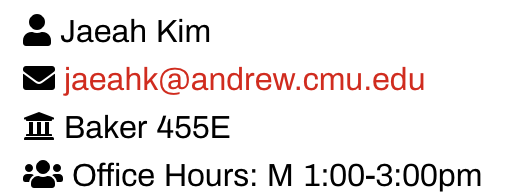 Jaeah Kim
jaeahk@andrew.cmu.edu
Baker 455E
Office Hours: M 1:00-3:00pm